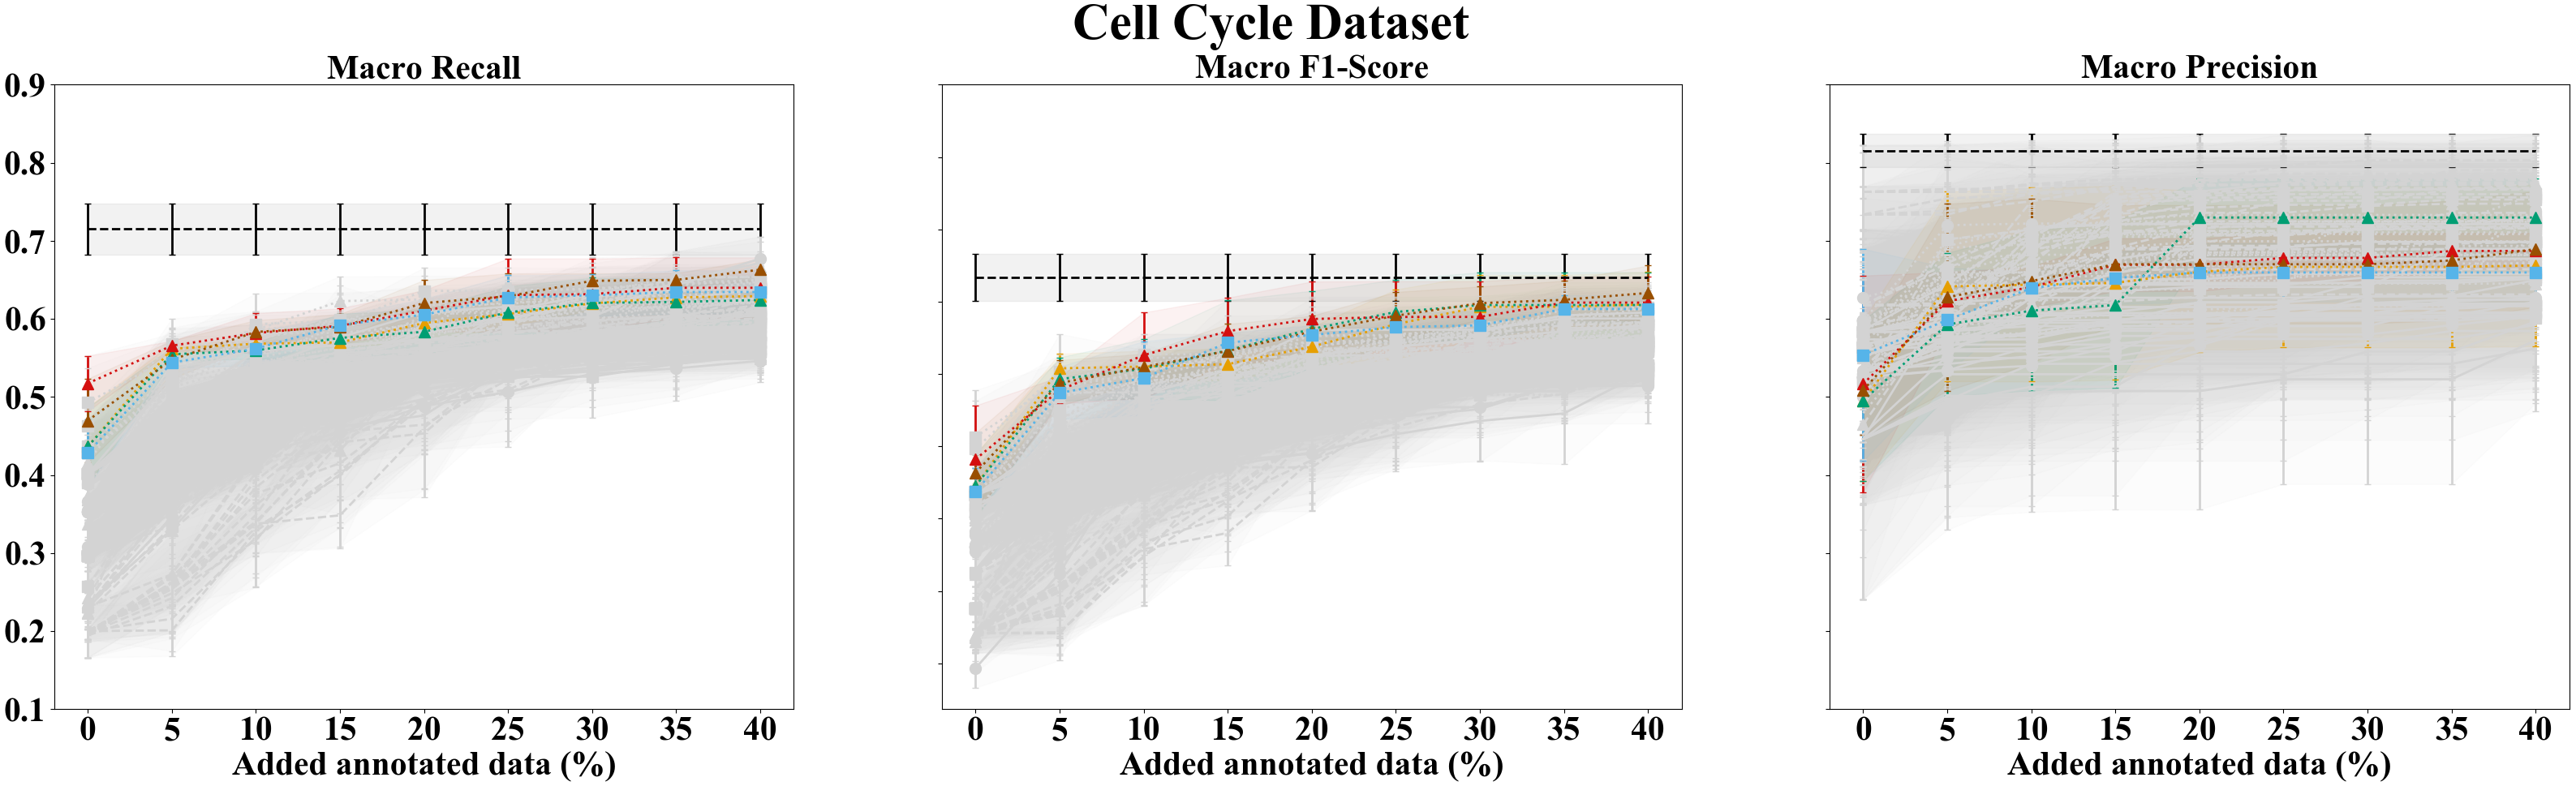 Cell Cycle Dataset
Macro Recall
Macro F1-Score
Macro Precision
0.9
0.8
0.7
0.6
0.5
0.4
0.3
0.2
0.1
0 5 10 15 20 25 30 35 40
0 5 10 15 20 25 30 35 40
0 5 10 15 20 25 30 35 40
Added annotated data (%)
Added annotated data (%)
Added annotated data (%)